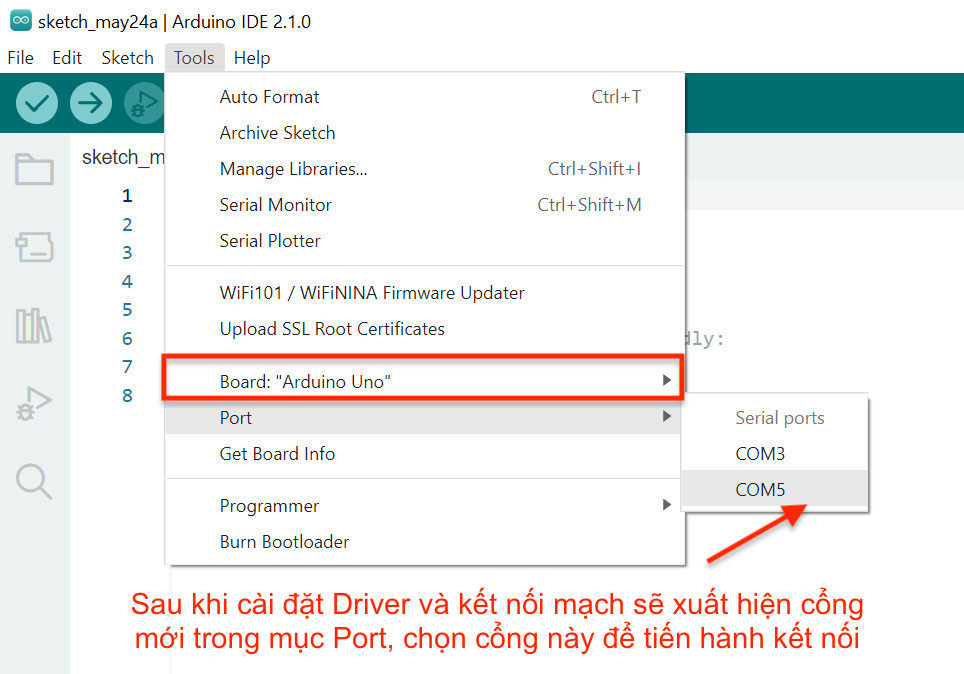 sketch_may24a | Arduino IDE 2.1.0
File Edit Sketch Tools Help
Auto Format Ctrl+T
Archive Sketch
sketch_m
Manage Libraries... Ctrl+Shift+I
1
Serial Monitor Ctrl+Shift+M
2
Serial Plotter
3
4
WiFi101 / WiFiNINA Firmware Updater
5
Upload SSL Root Certificates
6
dly:
7
Board: "Arduino Uno"
8
Port
Serial ports
Get Board Info
COM3
COM5
Programmer
Burn Bootloader
Sau khi cài đặt Driver và kết nối mạch sẽ xuất hiện cổng
mới trong mục Port, chọn cổng này để tiến hành kết nối